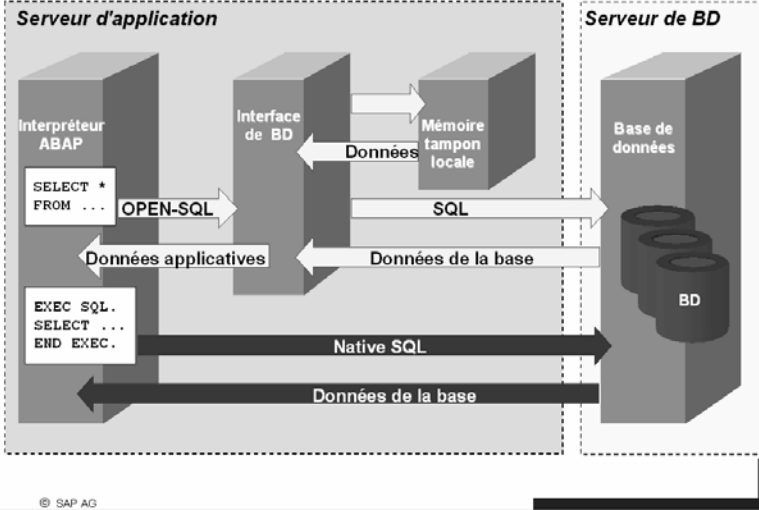 Serveur d'application
Serveur de BD
Interpréteur
ABAP
Interface
de BD
Mémoire
tampon
locale
Base de
données
Données
SELECT *
FROM ...
OPEN-SQL
SQL
Données applicatives
Données de la base
BD
EXEC SQL.
SELECT ...
END EXEC.
Native SQL
Données de la base
© SAP AG